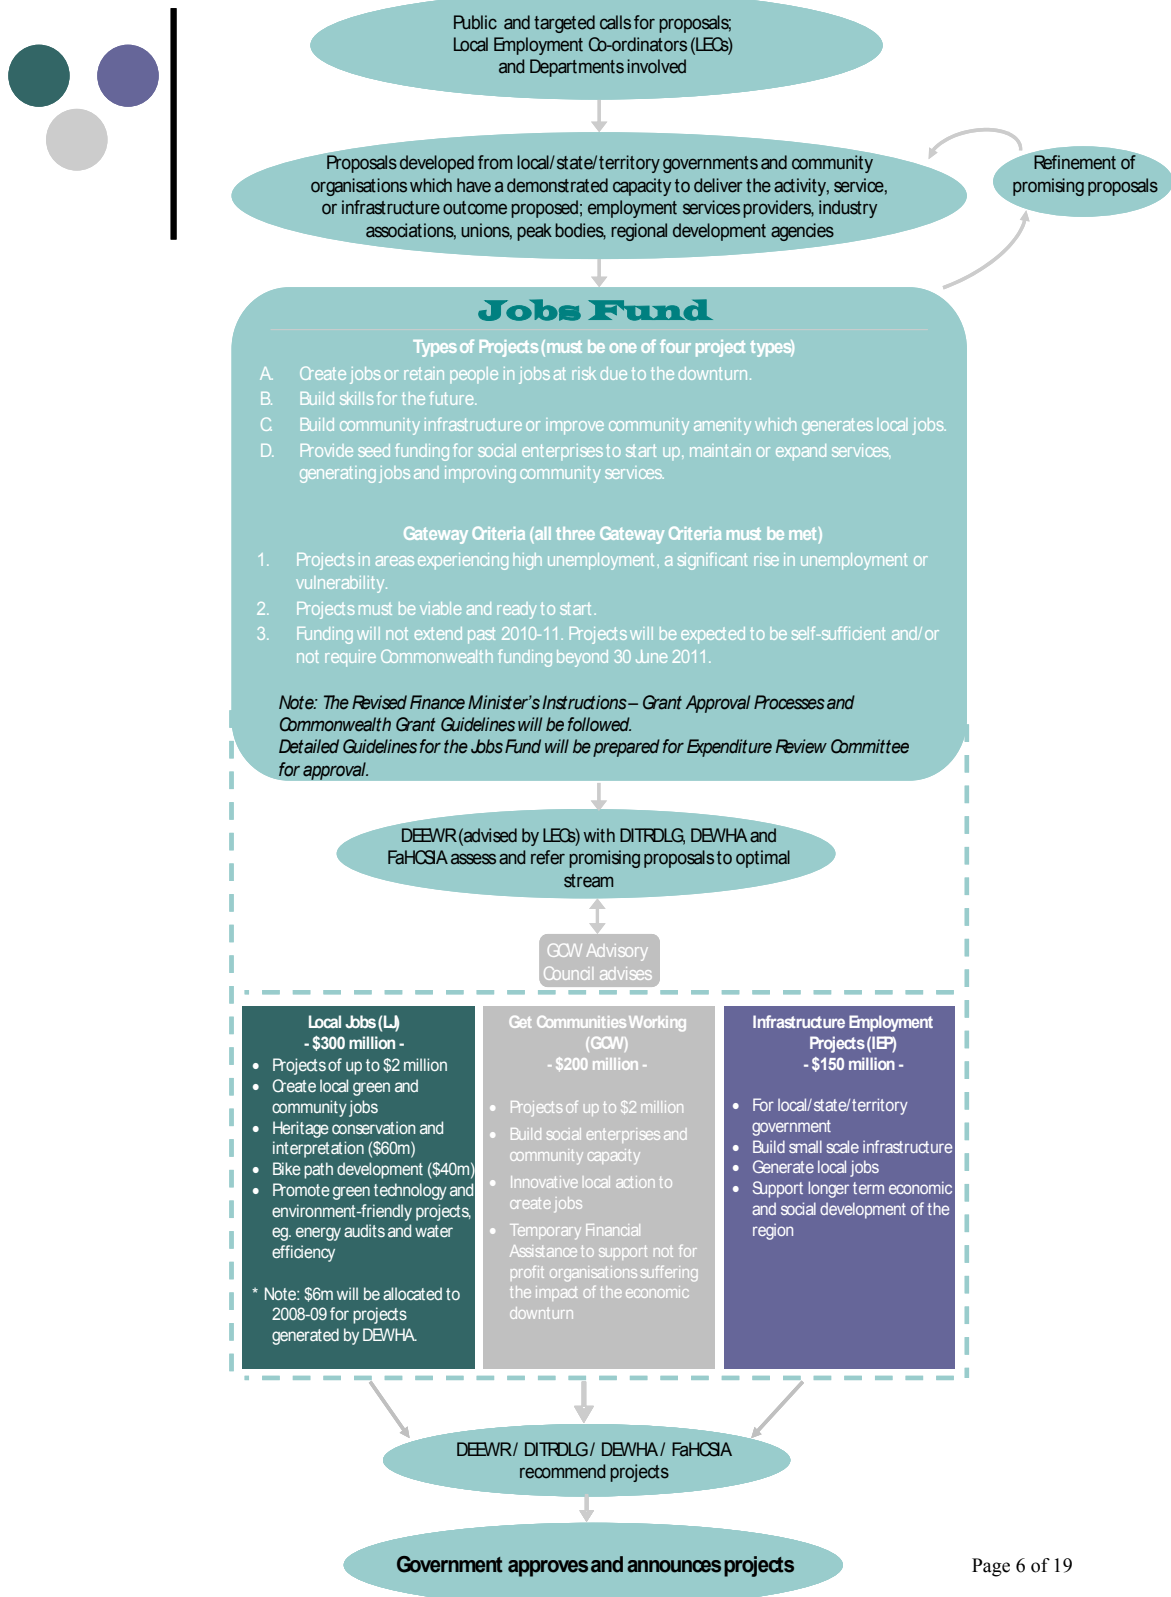 Public and targeted calls for proposals;
Local Employment Co-ordinators (LECs)
and Departments involved
Proposals developed from local/state/territory governments and community
organisations which have a demonstrated capacity to deliver the activity, service,
or infrastructure outcome proposed; employment services providers, industry
associations, unions, peak bodies, regional development agencies
Refinement of
promising proposals
Jobs Fund
Types of Projects (must be one of four project types)
A. Create jobs or retain people in jobs at risk due to the downturn.
B. Build skills for the future.
C. Build community infrastructure or improve community amenity which generates local jobs.
D. Provide seed funding for social enterprises to start up, maintain or expand services,
generating jobs and improving community services.
Gateway Criteria (all three Gateway Criteria must be met)
1. Projects in areas experiencing high unemployment, a significant rise in unemployment or
vulnerability.
2. Projects must be viable and ready to start.
3. Funding will not extend past 2010-11. Projects will be expected to be self-sufficient and/or
not require Commonwealth funding beyond 30 June 2011.
Note: The Revised Finance Minister's Instructions – Grant Approval Processes and
Commonwealth Grant Guidelines will be followed.
Detailed Guidelines for the Jobs Fund will be prepared for Expenditure Review Committee
for approval.
DEEWR (advised by LECs) with DITRDLG, DEWHA and
FaHCSIA assess and refer promising proposals to optimal
stream
GCW Advisory
Council advises
Local Jobs (LJ)
- $300 million -
• Projects of up to $2 million
• Create local green and
community jobs
• Heritage conservation and
interpretation ($60m)
• Bike path development ($40m)
• Promote green technology and
environment-friendly projects,
eg. energy audits and water
efficiency
* Note: $6m will be allocated to
2008-09 for projects
generated by DEWHA.
Get Communities Working
(GCW)
- $200 million -
• Projects of up to $2 million
• Build social enterprises and
community capacity
• Innovative local action to
create jobs
• Temporary Financial
Assistance to support not for
profit organisations suffering
the impact of the economic
downturn
Infrastructure Employment
Projects (IEP)
- $150 million -
• For local/state/territory
government
• Build small scale infrastructure
• Generate local jobs
• Support longer term economic
and social development of the
region
DEEWR / DITRDLG / DEWHA / FaHCSIA
recommend projects
Government approves and announces projects
Page 6 of 19